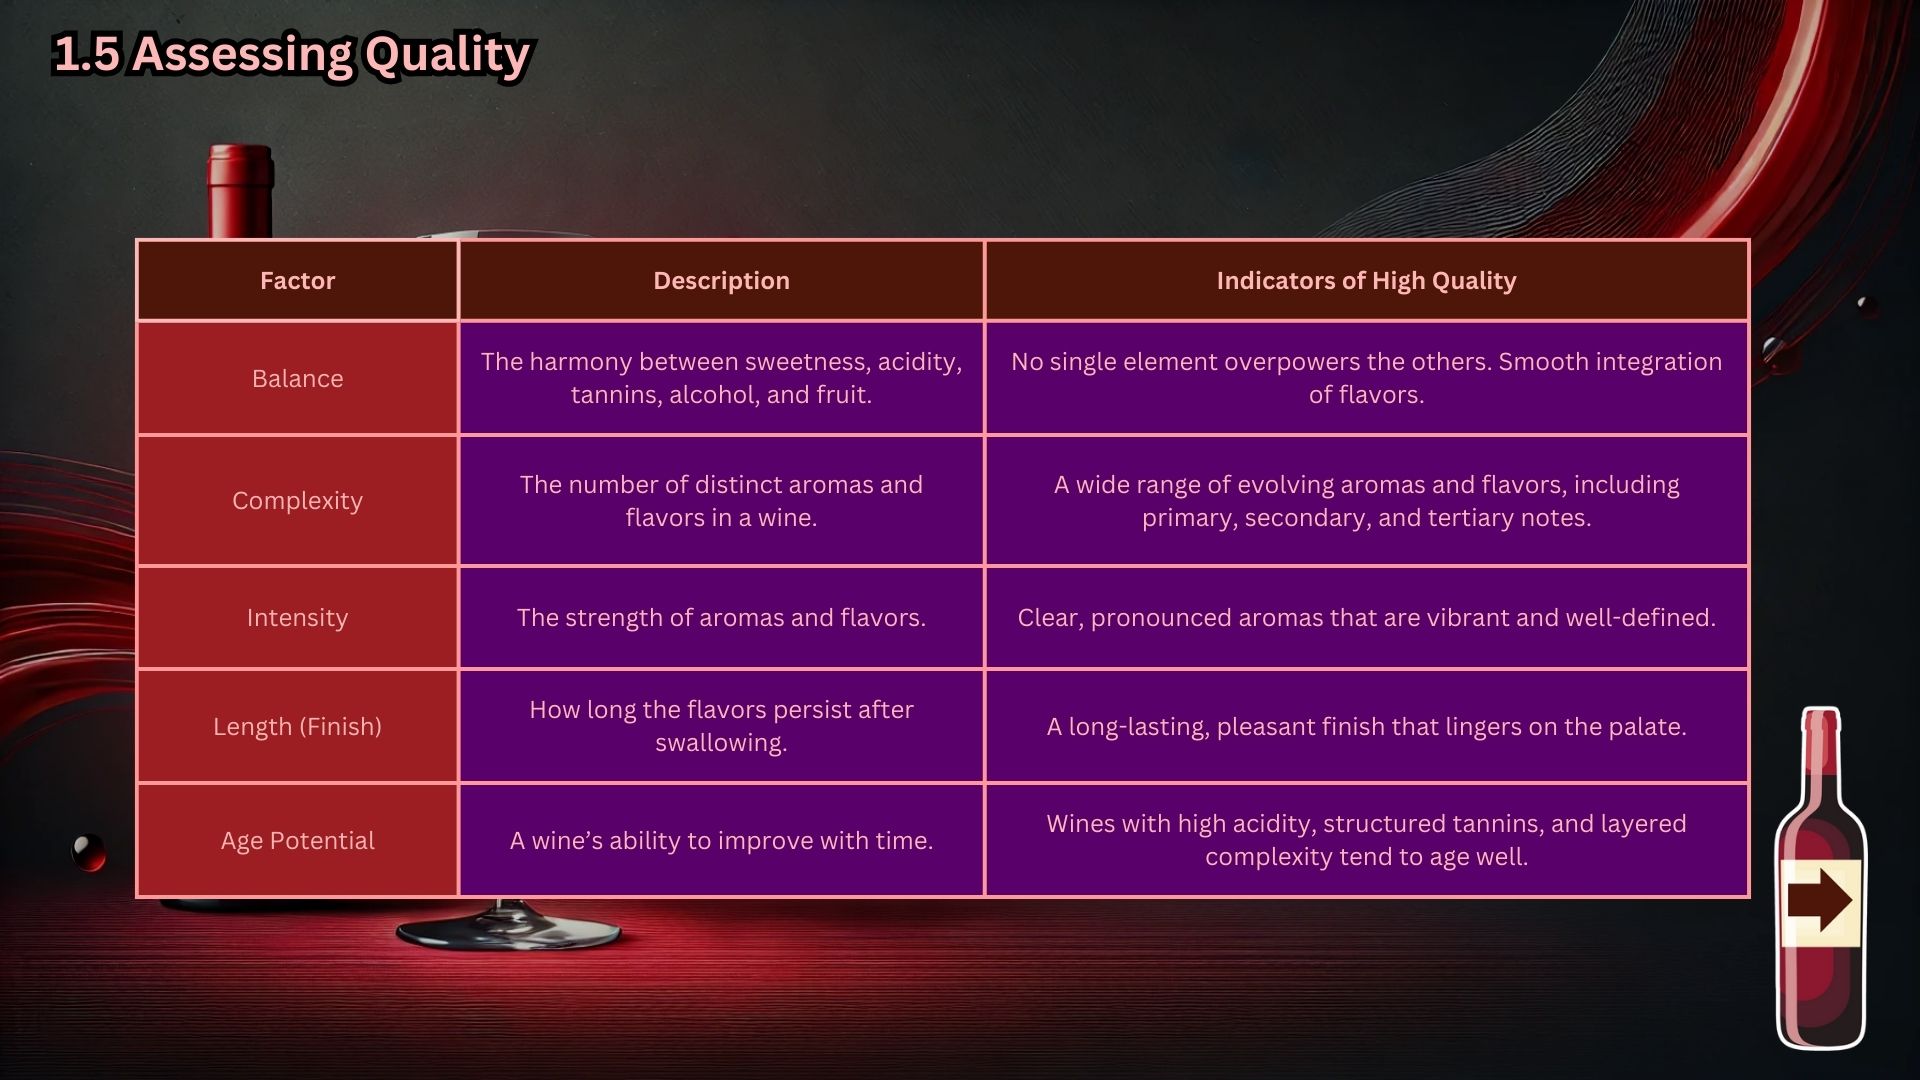 1.5 Assessing Quality
Factor
Description
Indicators of High Quality
Balance
The harmony between sweetness, acidity,
tannins, alcohol, and fruit.
No single element overpowers the others. Smooth integration
of flavors.
Complexity
The number of distinct aromas and
flavors in a wine.
A wide range of evolving aromas and flavors, including
primary, secondary, and tertiary notes.
Intensity
The strength of aromas and flavors.
Clear, pronounced aromas that are vibrant and well-defined.
Length (Finish)
How long the flavors persist after
swallowing.
A long-lasting, pleasant finish that lingers on the palate.
Age Potential
A wine’s ability to improve with time.
Wines with high acidity, structured tannins, and layered
complexity tend to age well.